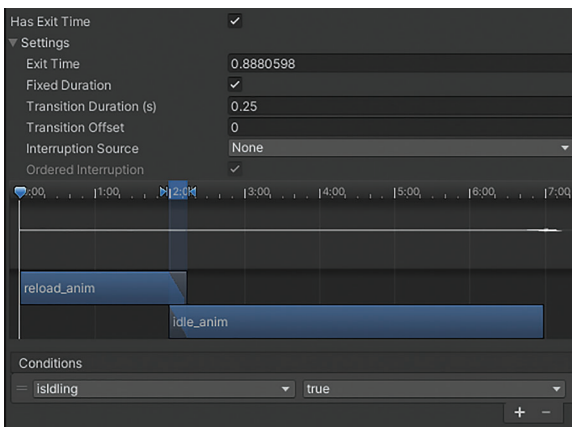 Has Exit Time
Settings
Exit Time 0.8880598
Fixed Duration
Transition Duration (s) 0.25
Transition Offset 0
Interruption Source None
Ordered Interruption
0:00 1:00 2:00 3:00 4:00 5:00 6:00 7:00
reload_anim
idle_anim
Conditions
isIdling true
+ -